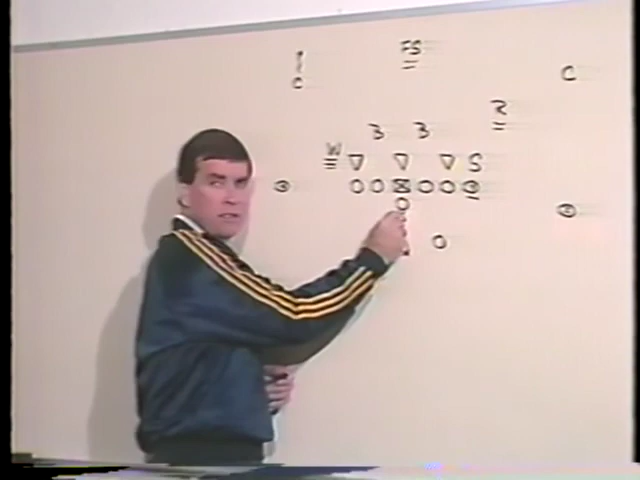 FS
C
C
R
B B
W ▽ ▽ ▽ S
O O O ☒ O O O O
O
O O